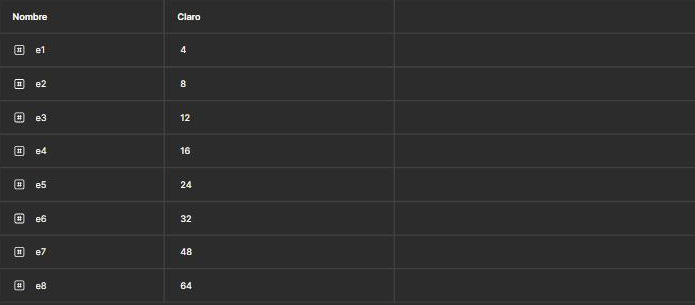 Nombre Claro
e1 4
e2 8
e3 12
e4 16
e5 24
e6 32
e7 48
e8 64